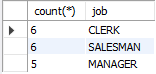 count(*) job
6 CLERK
6 SALESMAN
5 MANAGER